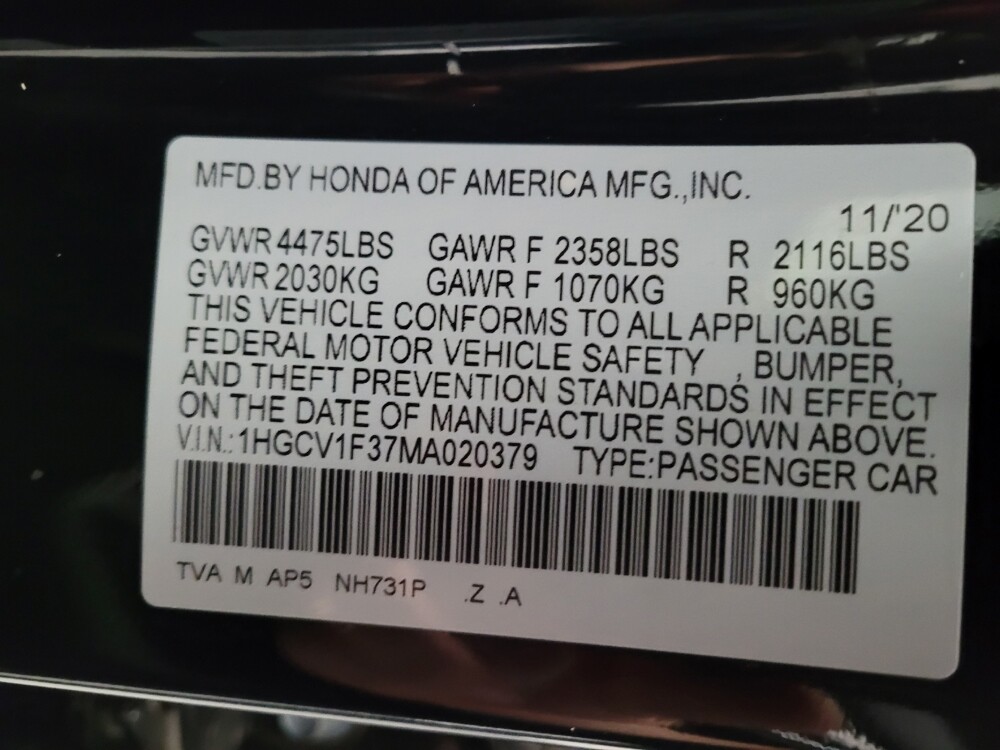 MFD.BY HONDA OF AMERICA MFG.,INC.
11/'20
GVWR 4475LBS GAWR F 2358LBS R 2116LBS
GVWR 2030KG GAWR F 1070KG R 960KG
THIS VEHICLE CONFORMS TO ALL APPLICABLE
FEDERAL MOTOR VEHICLE SAFETY , BUMPER,
AND THEFT PREVENTION STANDARDS IN EFFECT
ON THE DATE OF MANUFACTURE SHOWN ABOVE.
V.I.N.: 1HGCV1F37MA020379 TYPE:PASSENGER CAR
TVA M AP5 NH731P .Z .A